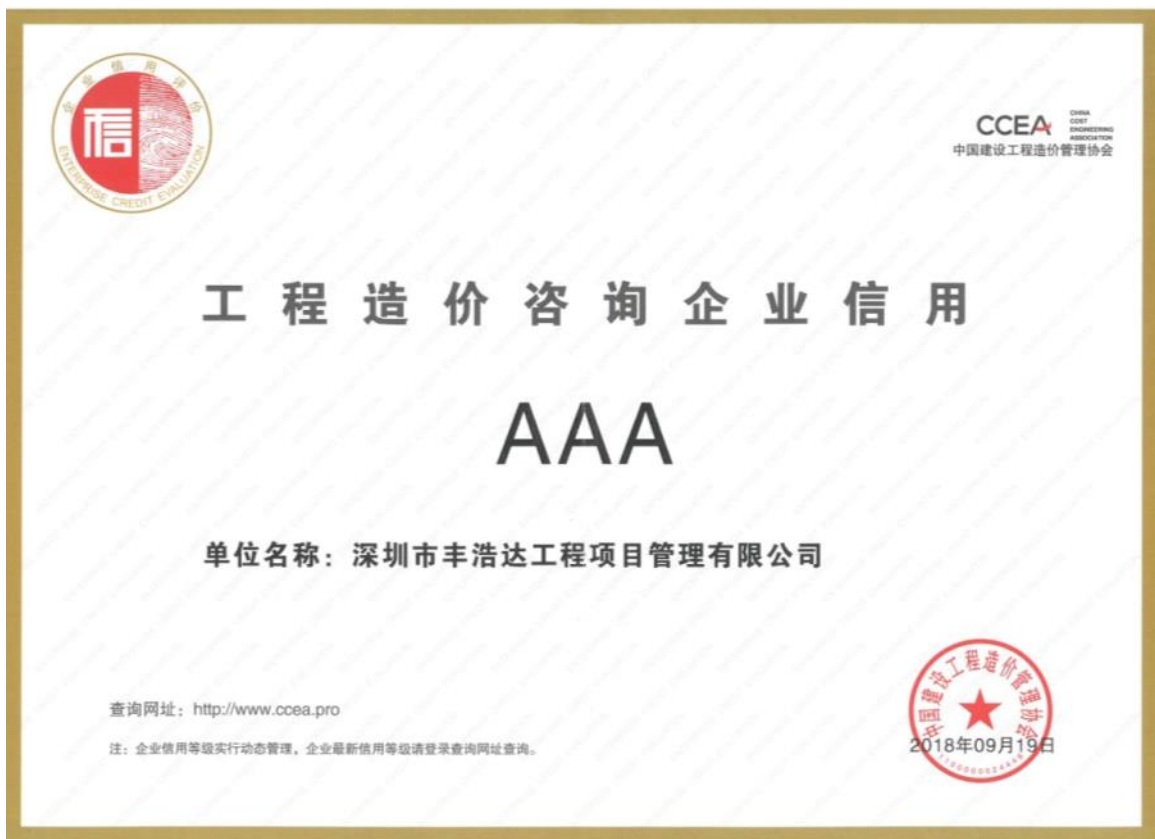 企业信用评价
信
ENTERPRISE CREDIT EVALUATION
CCEA
CHINA
COST
ENGINEERING
ASSOCIATION
中国建设工程造价管理协会
工程造价咨询企业信用
AAA
单位名称：深圳市丰浩达工程项目管理有限公司
查询网址：http://www.ccea.pro
注：企业信用等级实行动态管理，企业最新信用等级请登录查询网址查询。
中国建设工程造价管理协会
2018年09月19日